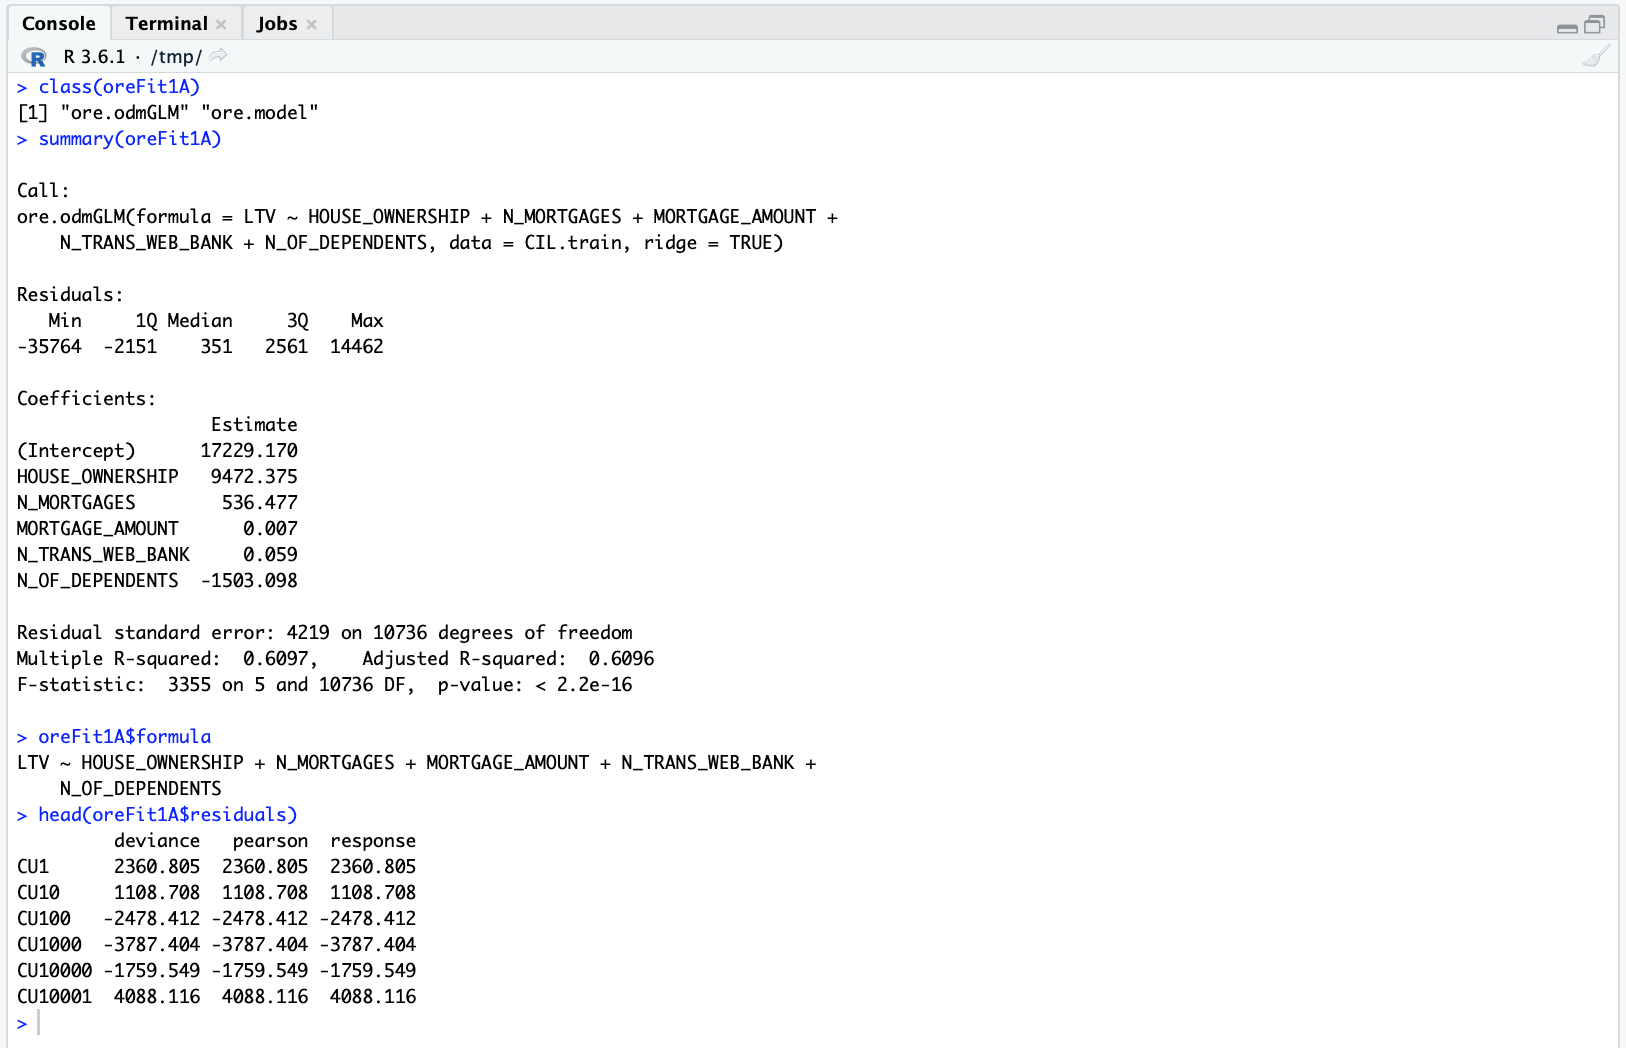 Console Terminal × Jobs ×
R R 3.6.1 · /tmp/
> class(oreFit1A)
[1] "ore.odmGLM" "ore.model"
> summary(oreFit1A)
Call:
ore.odmGLM(formula = LTV ~ HOUSE_OWNERSHIP + N_MORTGAGES + MORTGAGE_AMOUNT +
    N_TRANS_WEB_BANK + N_OF_DEPENDENTS, data = CIL.train, ridge = TRUE)
Residuals:
   Min     1Q Median     3Q    Max
-35764  -2151    351   2561  14462
Coefficients:
                  Estimate
(Intercept)      17229.170
HOUSE_OWNERSHIP   9472.375
N_MORTGAGES        536.477
MORTGAGE_AMOUNT      0.007
N_TRANS_WEB_BANK     0.059
N_OF_DEPENDENTS  -1503.098
Residual standard error: 4219 on 10736 degrees of freedom
Multiple R-squared:  0.6097,    Adjusted R-squared:  0.6096
F-statistic:  3355 on 5 and 10736 DF,  p-value: < 2.2e-16
> oreFit1A$formula
LTV ~ HOUSE_OWNERSHIP + N_MORTGAGES + MORTGAGE_AMOUNT + N_TRANS_WEB_BANK +
    N_OF_DEPENDENTS
> head(oreFit1A$residuals)
         deviance   pearson  response
CU1      2360.805  2360.805  2360.805
CU10     1108.708  1108.708  1108.708
CU100   -2478.412 -2478.412 -2478.412
CU1000  -3787.404 -3787.404 -3787.404
CU10000 -1759.549 -1759.549 -1759.549
CU10001  4088.116  4088.116  4088.116
>